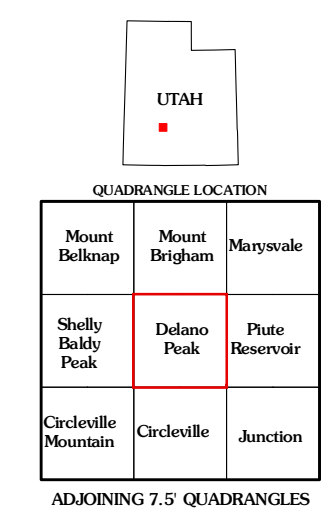 UTAH
QUADRANGLE LOCATION
Mount
Belknap
Mount
Brigham
Marysvale
Shelly
Baldy
Peak
Delano
Peak
Piute
Reservoir
Circleville
Mountain
Circleville
Junction
ADJOINING 7.5' QUADRANGLES